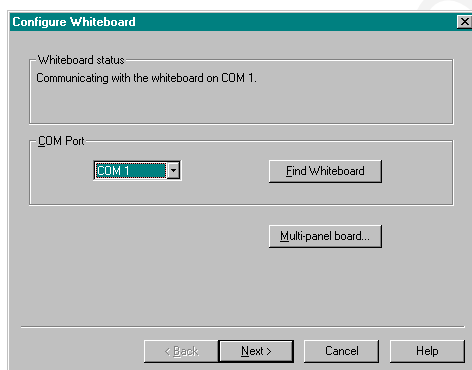 Configure Whiteboard
Whiteboard status
Communicating with the whiteboard on COM 1.
COM Port
COM 1
Find Whiteboard
Multi-panel board...
< Back
Next >
Cancel
Help